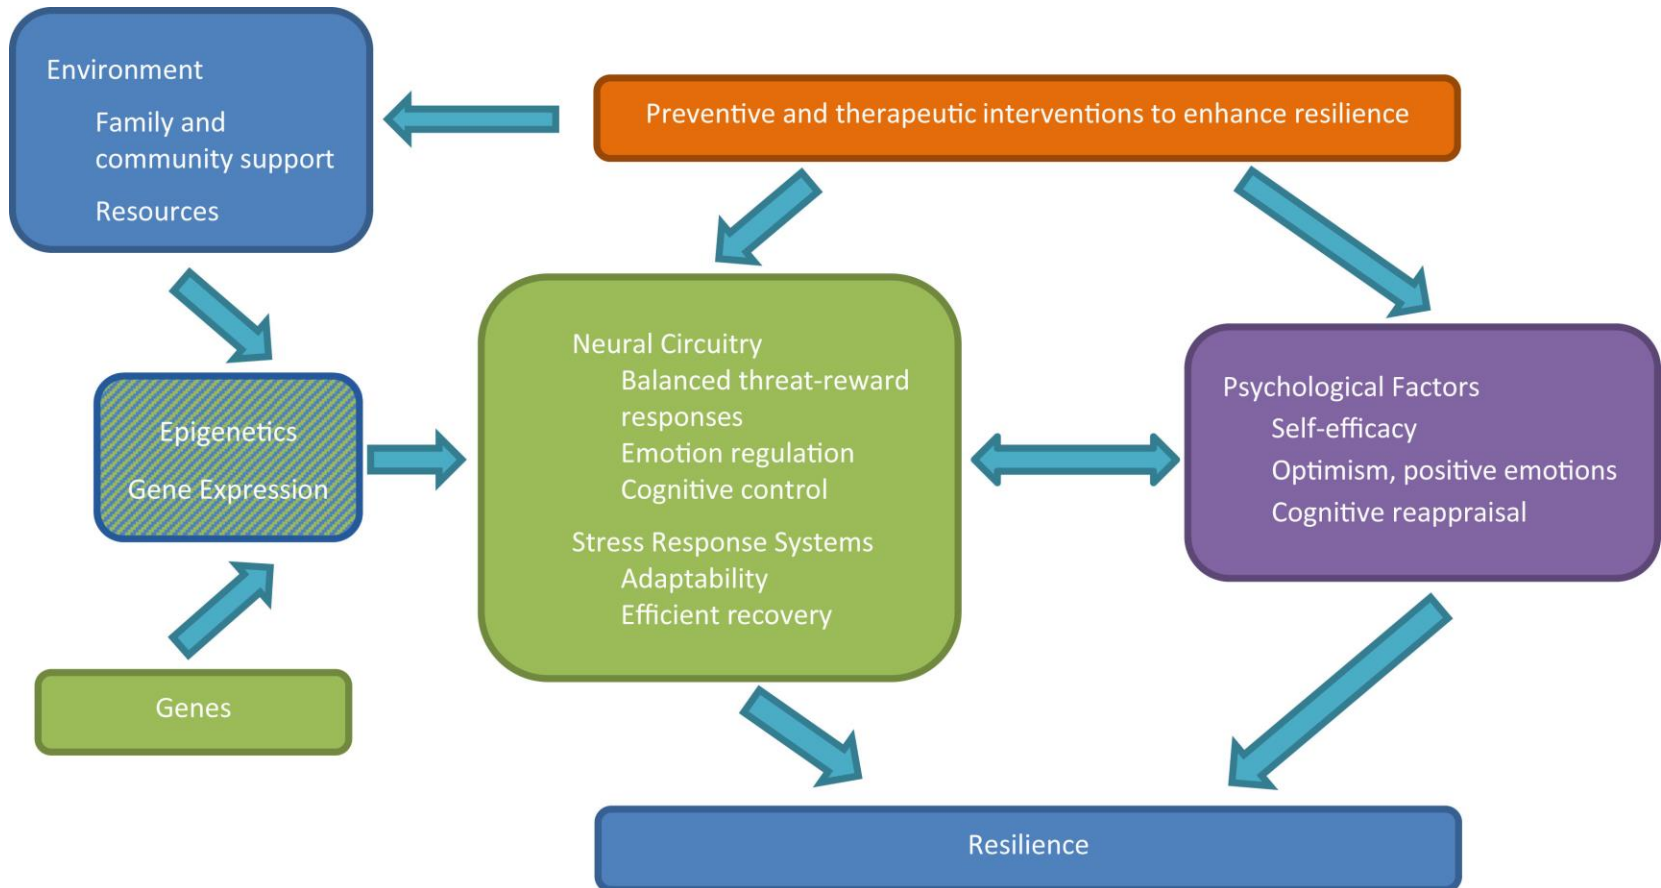 Environment
Family and
community support
Resources
Preventive and therapeutic interventions to enhance resilience
Epigenetics
Gene Expression
Genes
Neural Circuitry
Balanced threat-reward
responses
Emotion regulation
Cognitive control
Stress Response Systems
Adaptability
Efficient recovery
Psychological Factors
Self-efficacy
Optimism, positive emotions
Cognitive reappraisal
Resilience